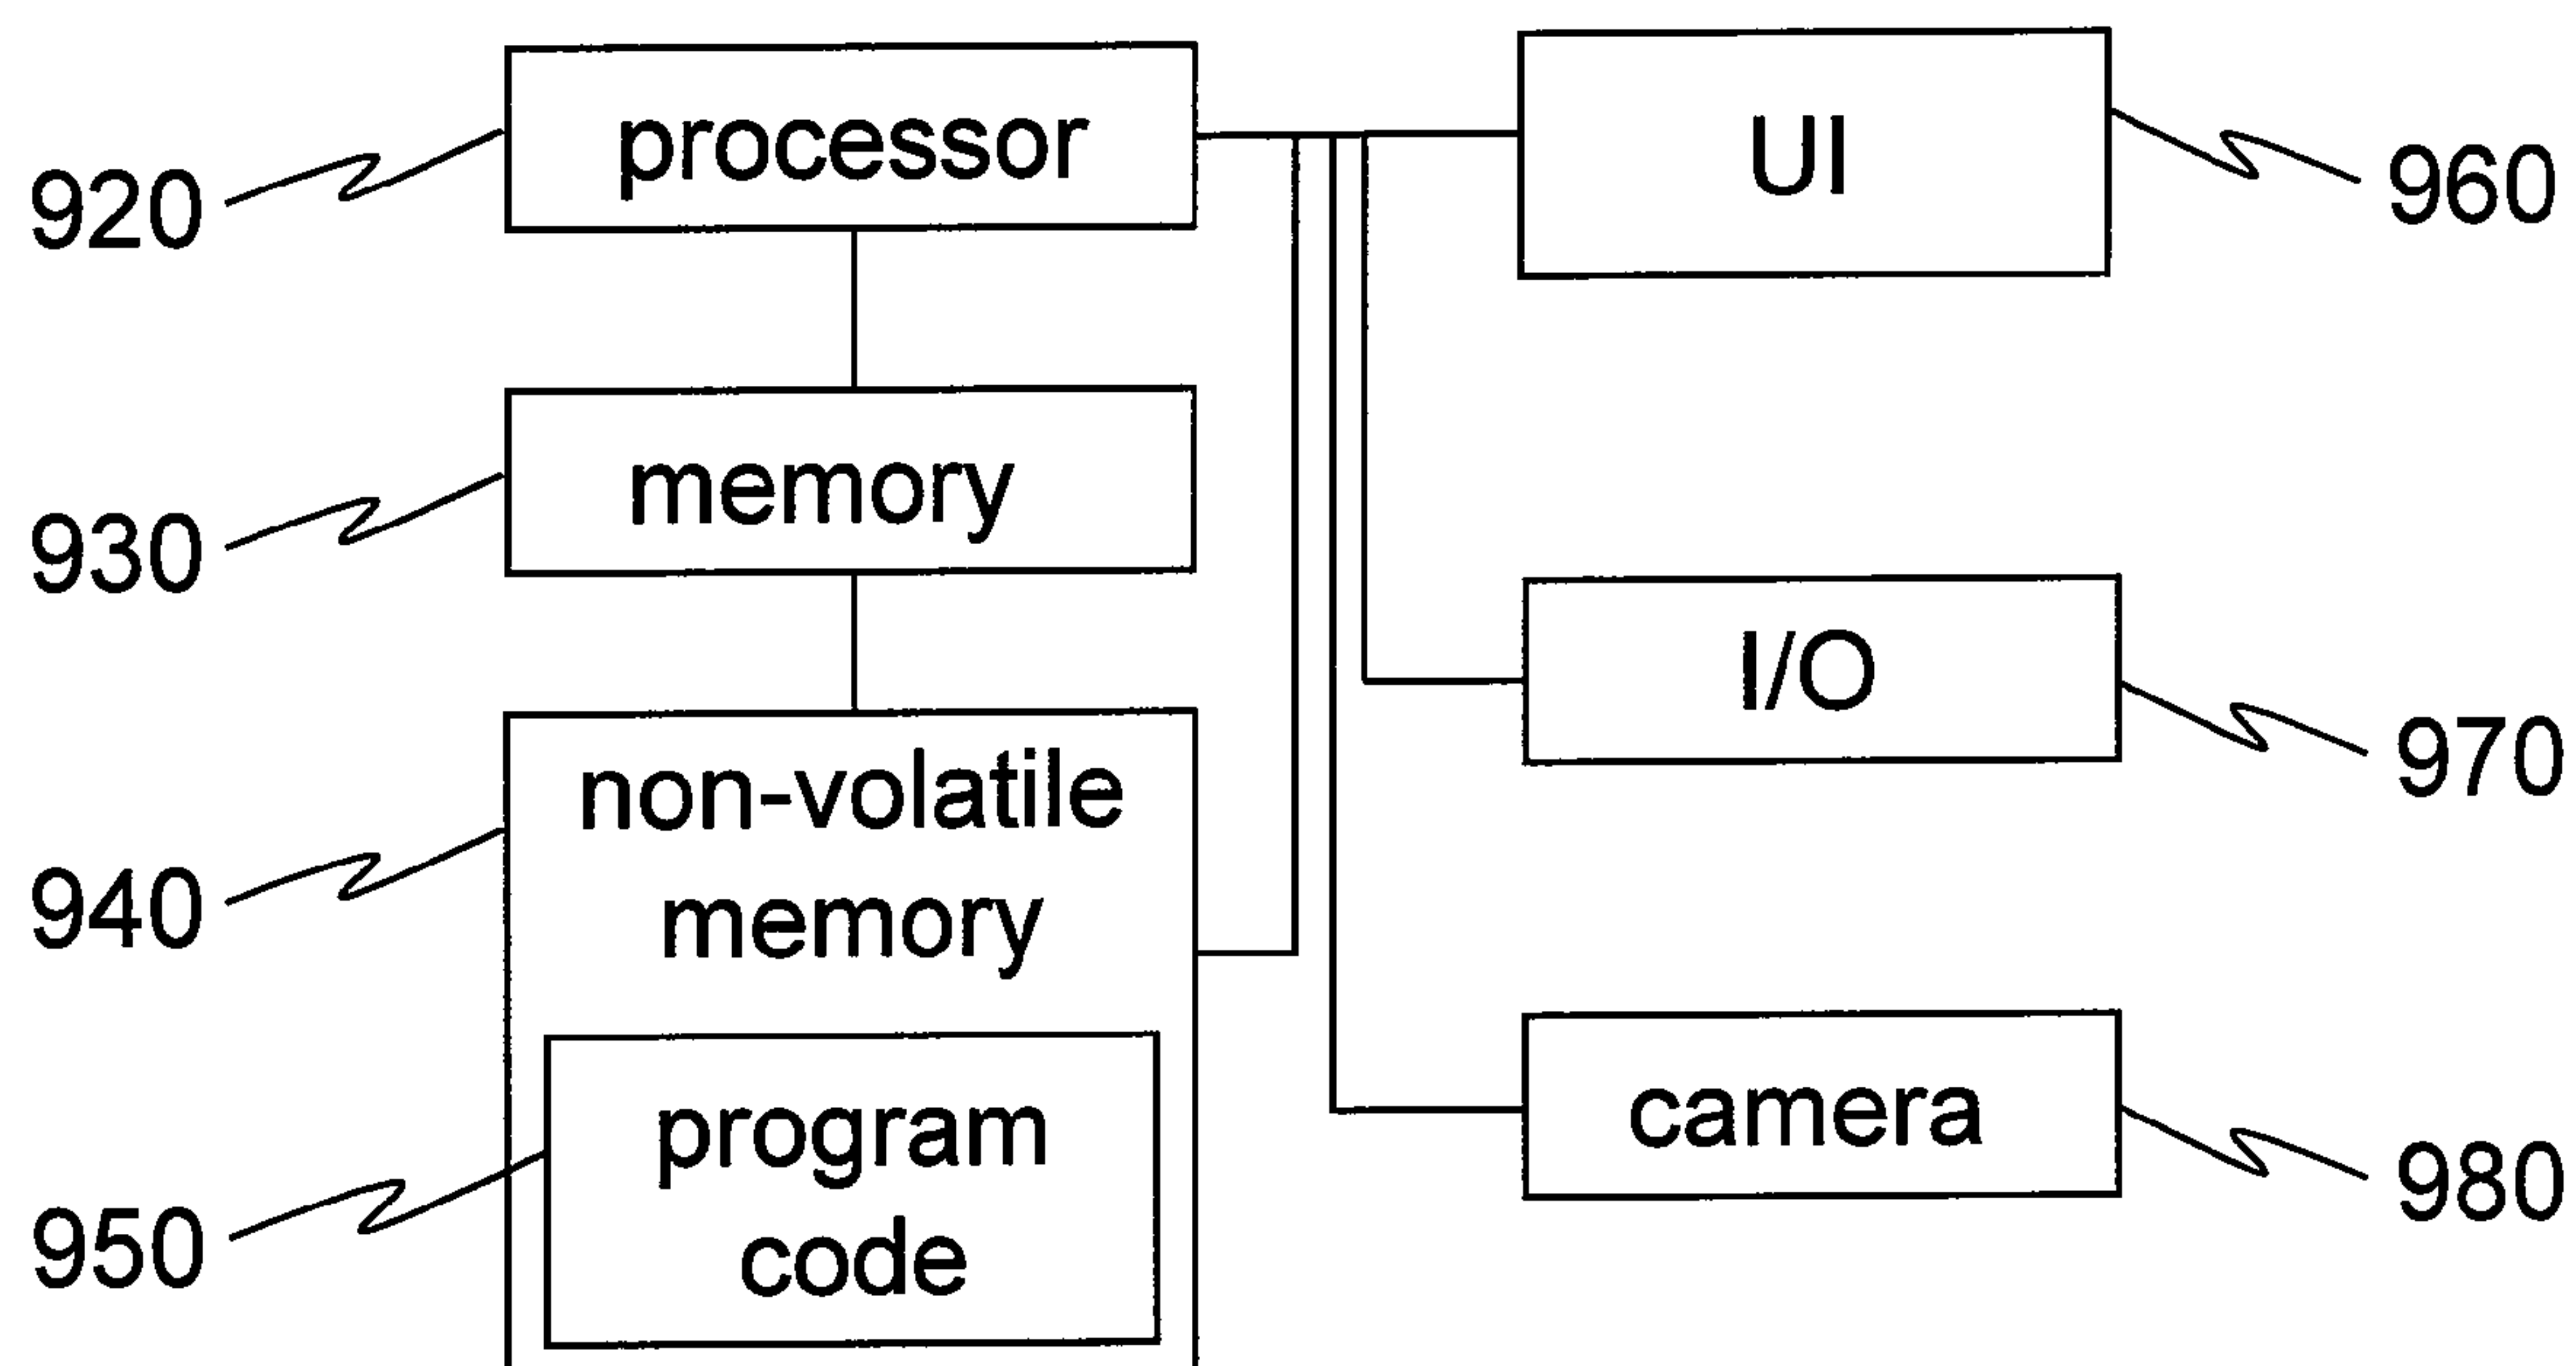 processor
UI
920
960
memory
930
I/O
970
non-volatile
memory
940
camera
980
program
code
950